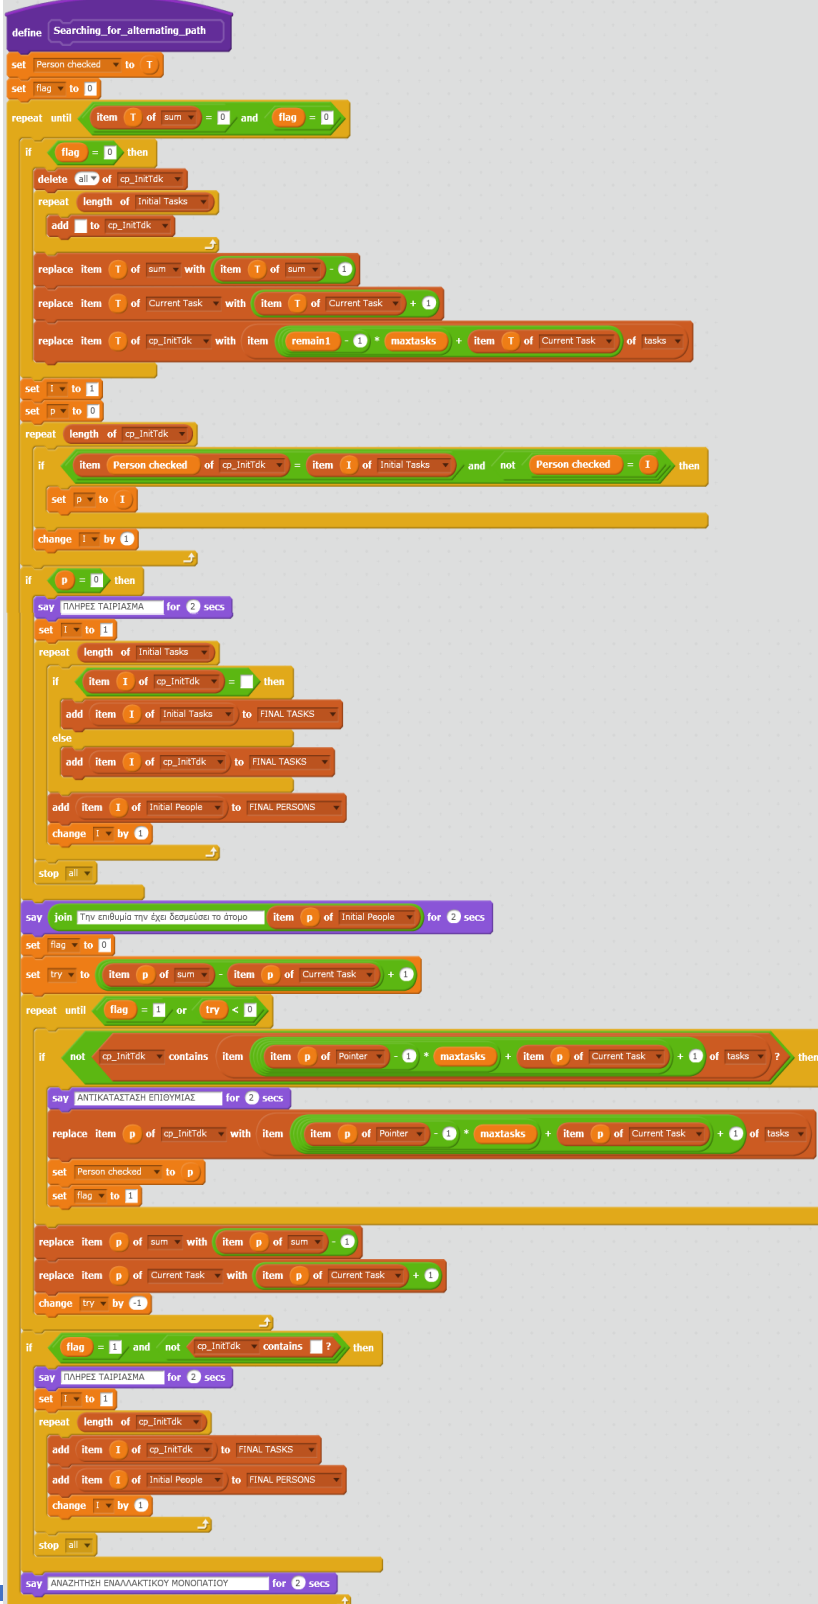 define Searching_for_alternating_path
set Person checked to T
set flag to 0
repeat until item T of sum = 0 and flag = 0
if flag = 0 then
delete all of cp_InitTdk
repeat length of Initial Tasks
add to cp_InitTdk
replace item T of sum with item T of sum - 1
replace item T of Current Task with item T of Current Task + 1
replace item T of cp_InitTdk with item remain1 - 1 * maxtasks + item T of Current Task of tasks
set I to 1
set p to 0
repeat length of cp_InitTdk
if item Person checked of cp_InitTdk = item I of Initial Tasks and not Person checked = I then
set p to I
change I by 1
if p = 0 then
say ΠΛΗΡΕΣ ΤΑΙΡΙΑΣΜΑ for 2 secs
set I to 1
repeat length of Initial Tasks
if item I of cp_InitTdk = then
add item I of Initial Tasks to FINAL TASKS
else
add item I of cp_InitTdk to FINAL TASKS
add item I of Initial People to FINAL PERSONS
change I by 1
stop all
say join Την επιθυμία την έχει δεσμεύσει το άτομο item p of Initial People for 2 secs
set flag to 0
set try to item p of sum - item p of Current Task + 1
repeat until flag = 1 or try < 0
if not cp_InitTdk contains item item p of Pointer - 1 * maxtasks + item p of Current Task + 1 of tasks ? then
say ΑΝΤΙΚΑΤΑΣΤΑΣΗ ΕΠΙΘΥΜΙΑΣ for 2 secs
replace item p of cp_InitTdk with item item p of Pointer - 1 * maxtasks + item p of Current Task + 1 of tasks
set Person checked to p
set flag to 1
replace item p of sum with item p of sum - 1
replace item p of Current Task with item p of Current Task + 1
change try by -1
if flag = 1 and not cp_InitTdk contains ? then
say ΠΛΗΡΕΣ ΤΑΙΡΙΑΣΜΑ for 2 secs
set I to 1
repeat length of cp_InitTdk
add item I of cp_InitTdk to FINAL TASKS
add item I of Initial People to FINAL PERSONS
change I by 1
stop all
say ΑΝΑΖΗΤΗΣΗ ΕΝΑΛΛΑΚΤΙΚΟΥ ΜΟΝΟΠΑΤΙΟΥ for 2 secs